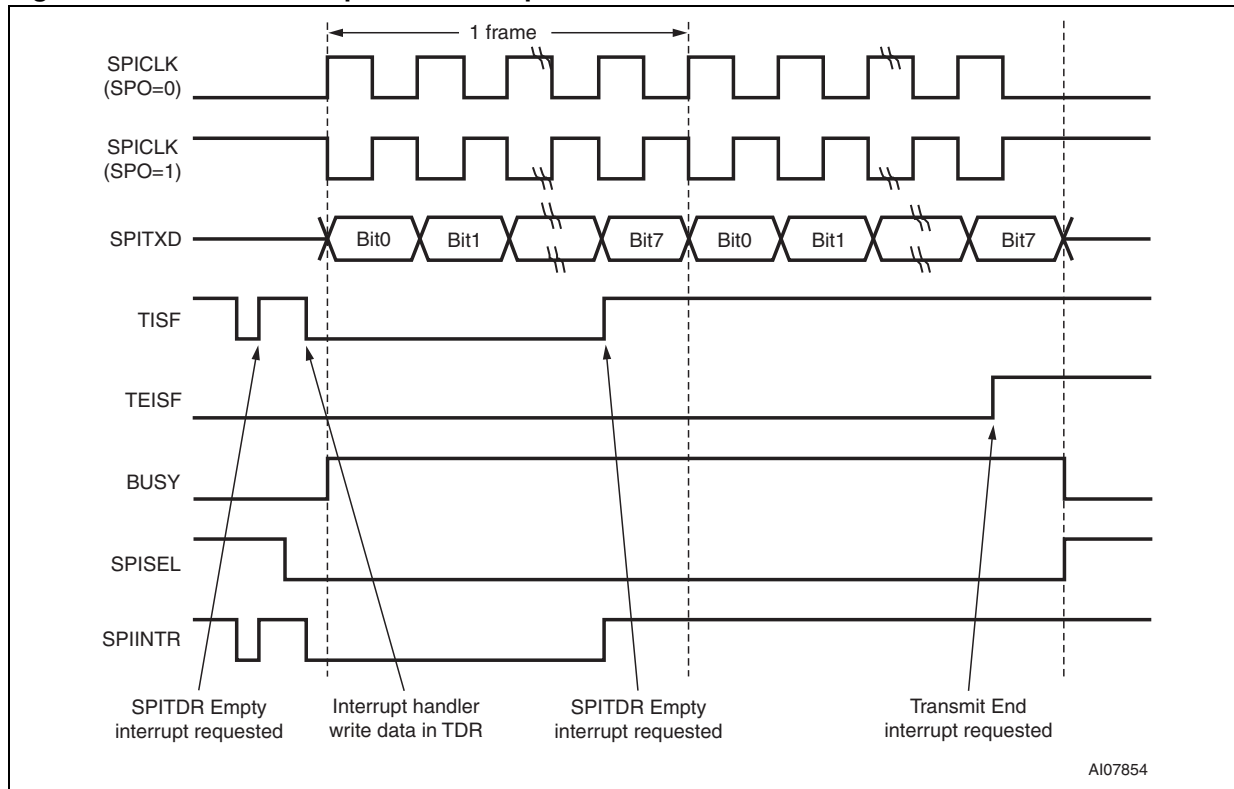 1 frame
SPICLK
(SPO=0)
SPICLK
(SPO=1)
SPITXD
Bit0
Bit1
Bit7
Bit0
Bit1
Bit7
TISF
TEISF
BUSY
SPISEL
SPIINTR
SPITDR Empty
interrupt requested
Interrupt handler
write data in TDR
SPITDR Empty
interrupt requested
Transmit End
interrupt requested
AI07854